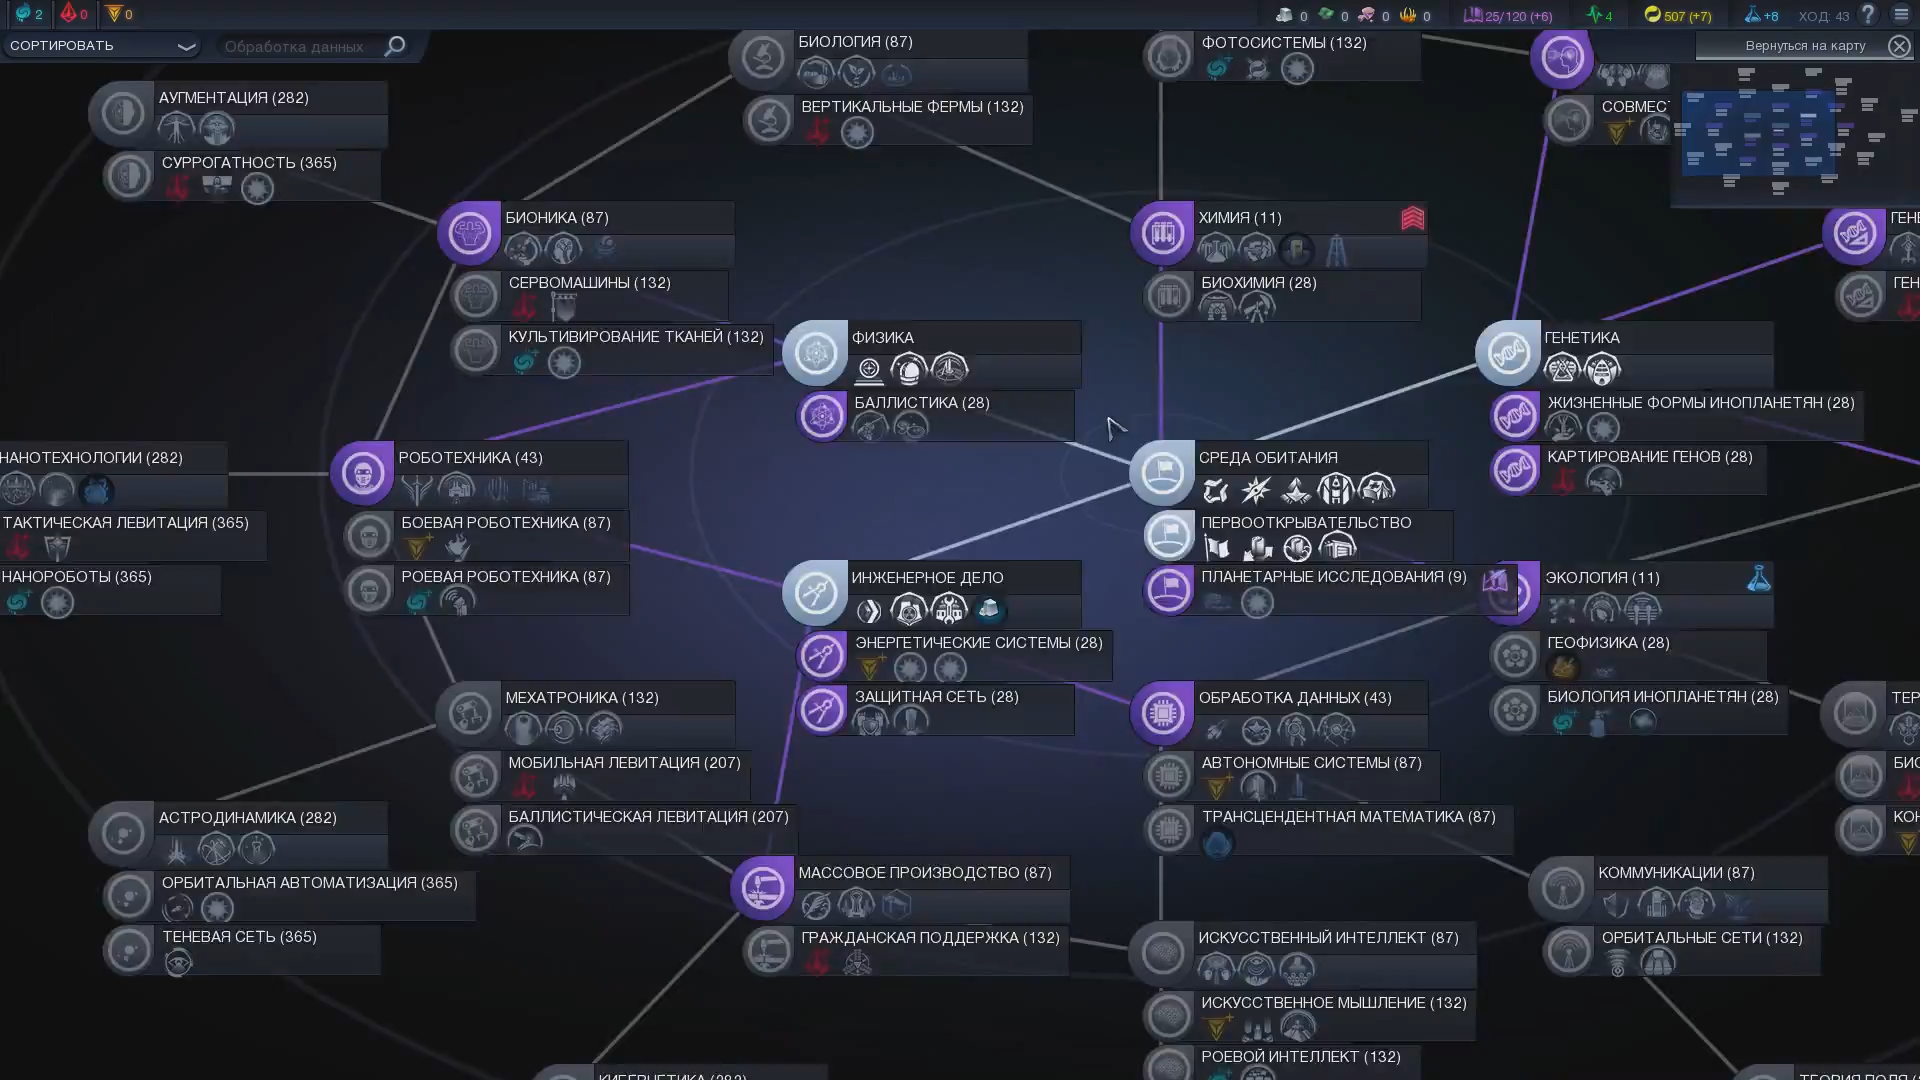 2
0
0
0
0
0
0
25/120 (+6)
4
507 (+7)
+8
ХОД: 43
?
СОРТИРОВАТЬ
Обработка данных
Вернуться на карту
БИОЛОГИЯ (87)
ФОТОСИСТЕМЫ (132)
АУГМЕНТАЦИЯ (282)
ВЕРТИКАЛЬНЫЕ ФЕРМЫ (132)
СУРРОГАТНОСТЬ (365)
БИОНИКА (87)
ХИМИЯ (11)
СЕРВОМАШИНЫ (132)
БИОХИМИЯ (28)
КУЛЬТИВИРОВАНИЕ ТКАНЕЙ (132)
ФИЗИКА
ГЕНЕТИКА
БАЛЛИСТИКА (28)
ЖИЗНЕННЫЕ ФОРМЫ ИНОПЛАНЕТЯН (28)
НАНОТЕХНОЛОГИИ (282)
РОБОТЕХНИКА (43)
СРЕДА ОБИТАНИЯ
КАРТИРОВАНИЕ ГЕНОВ (28)
ТАКТИЧЕСКАЯ ЛЕВИТАЦИЯ (365)
БОЕВАЯ РОБОТЕХНИКА (87)
ПЕРВООТКРЫВАТЕЛЬСТВО
НАНОРОБОТЫ (365)
РОЕВАЯ РОБОТЕХНИКА (87)
ИНЖЕНЕРНОЕ ДЕЛО
ПЛАНЕТАРНЫЕ ИССЛЕДОВАНИЯ (9)
ЭКОЛОГИЯ (11)
ЭНЕРГЕТИЧЕСКИЕ СИСТЕМЫ (28)
ГЕОФИЗИКА (28)
МЕХАТРОНИКА (132)
ЗАЩИТНАЯ СЕТЬ (28)
ОБРАБОТКА ДАННЫХ (43)
БИОЛОГИЯ ИНОПЛАНЕТЯН (28)
МОБИЛЬНАЯ ЛЕВИТАЦИЯ (207)
АВТОНОМНЫЕ СИСТЕМЫ (87)
АСТРОДИНАМИКА (282)
БАЛЛИСТИЧЕСКАЯ ЛЕВИТАЦИЯ (207)
ТРАНСЦЕНДЕНТНАЯ МАТЕМАТИКА (87)
ОРБИТАЛЬНАЯ АВТОМАТИЗАЦИЯ (365)
МАССОВОЕ ПРОИЗВОДСТВО (87)
КОММУНИКАЦИИ (87)
ТЕНЕВАЯ СЕТЬ (365)
ГРАЖДАНСКАЯ ПОДДЕРЖКА (132)
ИСКУССТВЕННЫЙ ИНТЕЛЛЕКТ (87)
ОРБИТАЛЬНЫЕ СЕТИ (132)
ИСКУССТВЕННОЕ МЫШЛЕНИЕ (132)
РОЕВОЙ ИНТЕЛЛЕКТ (132)